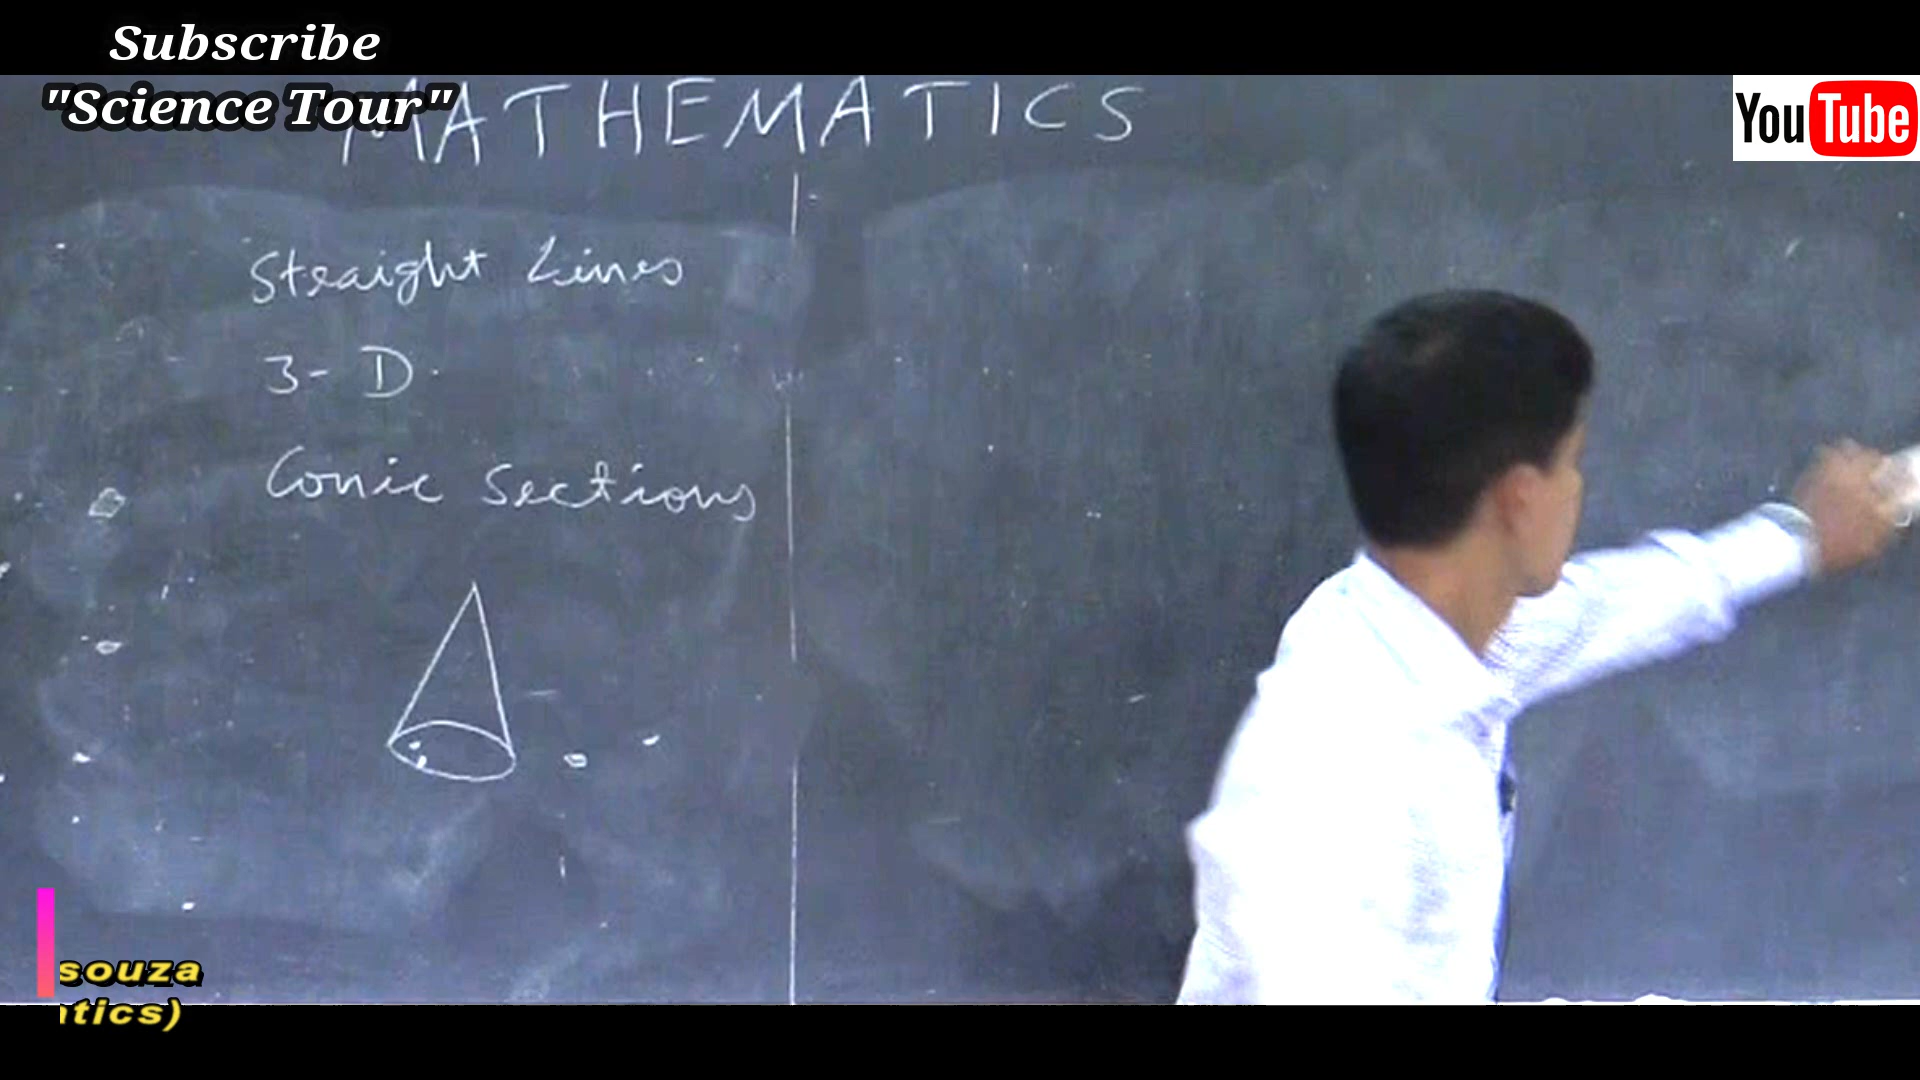 Subscribe
"Science Tour"
MATHEMATICS
YouTube
Straight Lines
3-D
Conic Sections
souza
tics)